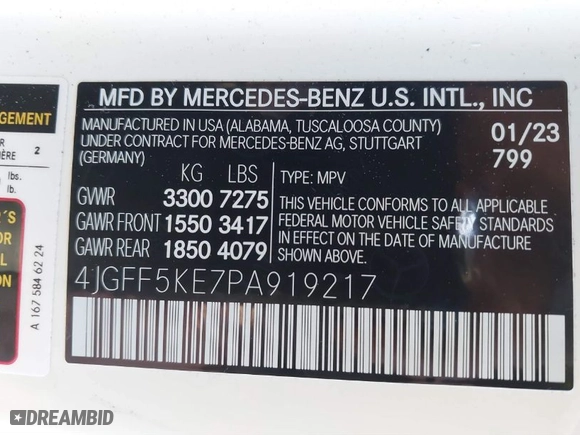 MFD BY MERCEDES-BENZ U.S. INTL., INC
MANUFACTURED IN USA (ALABAMA, TUSCALOOSA COUNTY)
UNDER CONTRACT FOR MERCEDES-BENZ AG, STUTTGART
(GERMANY)
01/23
799
KG LBS
GVWR 3300 7275
GAWR FRONT 1550 3417
GAWR REAR 1850 4079
TYPE: MPV
THIS VEHICLE CONFORMS TO ALL APPLICABLE
FEDERAL MOTOR VEHICLE SAFETY STANDARDS
IN EFFECT ON THE DATE OF MANUFACTURE
SHOWN ABOVE.
4JGFF5KE7PA919217
2
lbs.
lb.
A 167 584 62 24
DREAMBID